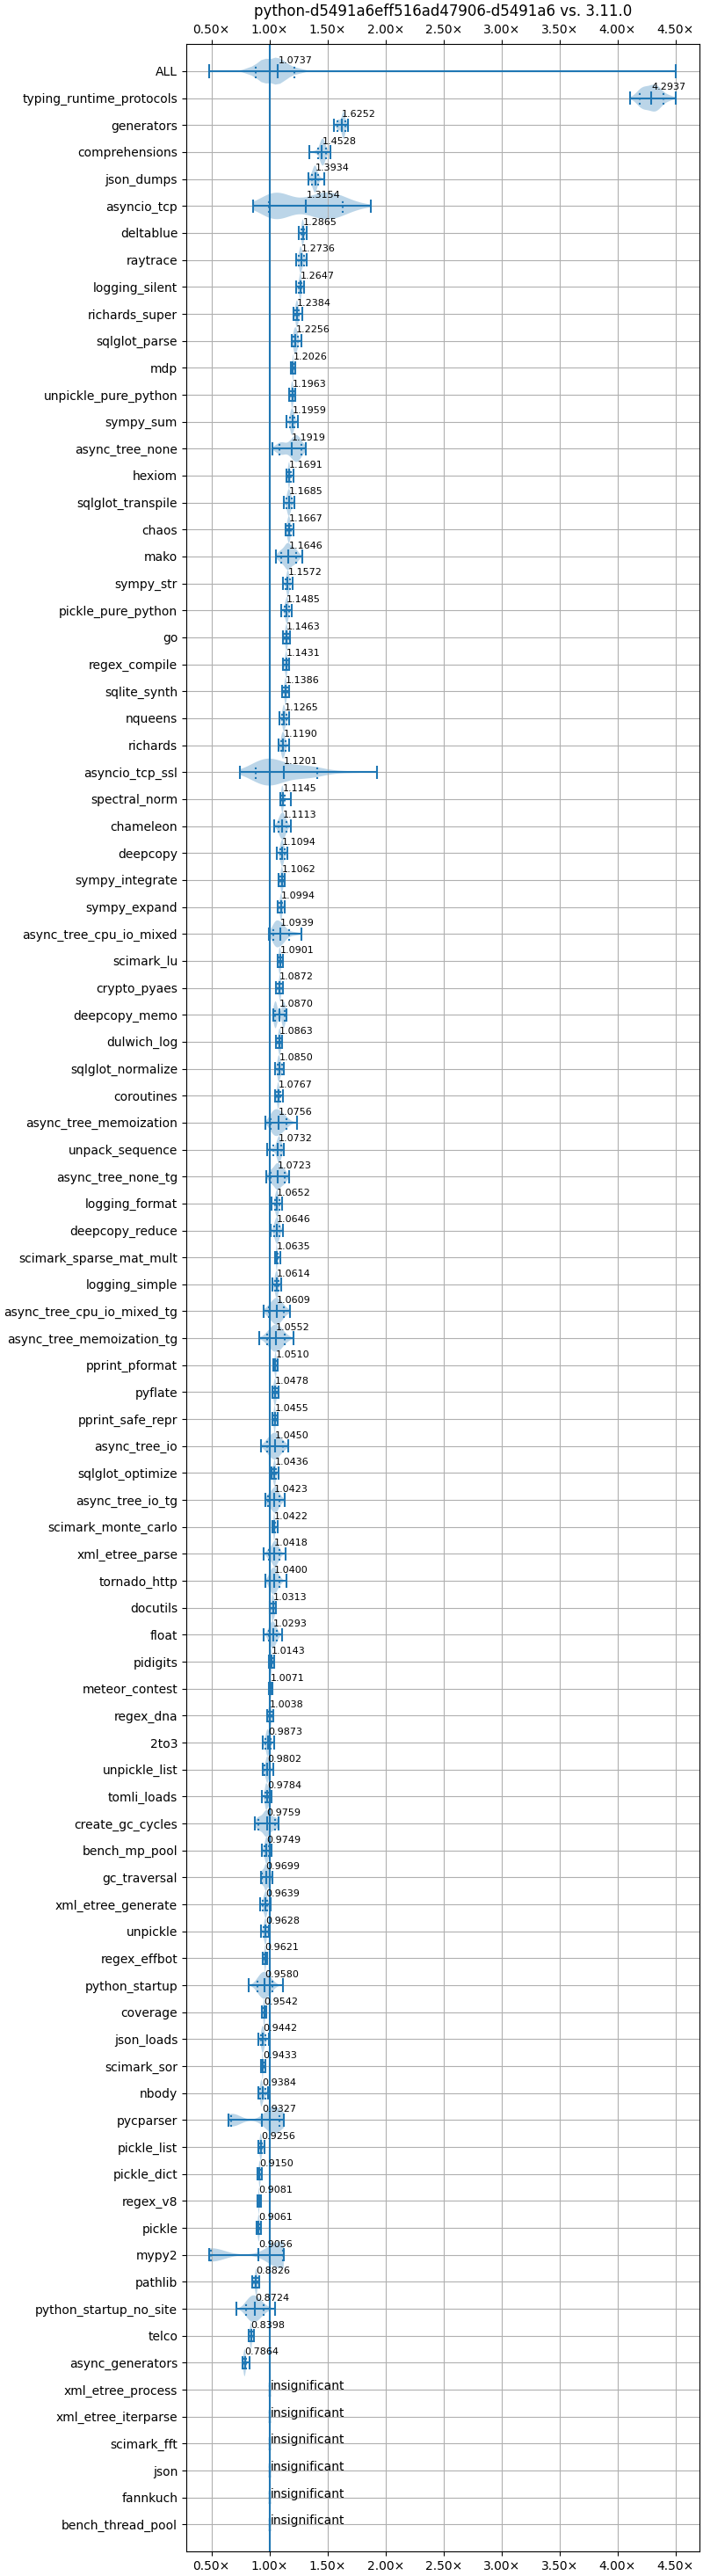 python-d5491a6eff516ad47906-d5491a6 vs. 3.11.0
0.50× 1.00× 1.50× 2.00× 2.50× 3.00× 3.50× 4.00× 4.50×
ALL 1.0737
typing_runtime_protocols 4.2937
generators 1.6252
comprehensions 1.4528
json_dumps 1.3934
asyncio_tcp 1.3154
deltablue 1.2865
raytrace 1.2736
logging_silent 1.2647
richards_super 1.2384
sqlglot_parse 1.2256
mdp 1.2026
unpickle_pure_python 1.1963
sympy_sum 1.1959
async_tree_none 1.1919
hexiom 1.1691
sqlglot_transpile 1.1685
chaos 1.1667
mako 1.1646
sympy_str 1.1572
pickle_pure_python 1.1485
go 1.1463
regex_compile 1.1431
sqlite_synth 1.1386
nqueens 1.1265
richards 1.1190
asyncio_tcp_ssl 1.1201
spectral_norm 1.1145
chameleon 1.1113
deepcopy 1.1094
sympy_integrate 1.1062
sympy_expand 1.0994
async_tree_cpu_io_mixed 1.0939
scimark_lu 1.0901
crypto_pyaes 1.0872
deepcopy_memo 1.0870
dulwich_log 1.0863
sqlglot_normalize 1.0850
coroutines 1.0767
async_tree_memoization 1.0756
unpack_sequence 1.0732
async_tree_none_tg 1.0723
logging_format 1.0652
deepcopy_reduce 1.0646
scimark_sparse_mat_mult 1.0635
logging_simple 1.0614
async_tree_cpu_io_mixed_tg 1.0609
async_tree_memoization_tg 1.0552
pprint_pformat 1.0510
pyflate 1.0478
pprint_safe_repr 1.0455
async_tree_io 1.0450
sqlglot_optimize 1.0436
async_tree_io_tg 1.0423
scimark_monte_carlo 1.0422
xml_etree_parse 1.0418
tornado_http 1.0400
docutils 1.0313
float 1.0293
pidigits 1.0143
meteor_contest 1.0071
regex_dna 1.0038
2to3 0.9873
unpickle_list 0.9802
tomli_loads 0.9784
create_gc_cycles 0.9759
bench_mp_pool 0.9749
gc_traversal 0.9699
xml_etree_generate 0.9639
unpickle 0.9628
regex_effbot 0.9621
python_startup 0.9580
coverage 0.9542
json_loads 0.9442
scimark_sor 0.9433
nbody 0.9384
pycparser 0.9327
pickle_list 0.9256
pickle_dict 0.9150
regex_v8 0.9081
pickle 0.9061
mypy2 0.9056
pathlib 0.8826
python_startup_no_site 0.8724
telco 0.8398
async_generators 0.7864
xml_etree_process insignificant
xml_etree_iterparse insignificant
scimark_fft insignificant
json insignificant
fannkuch insignificant
bench_thread_pool insignificant
0.50× 1.00× 1.50× 2.00× 2.50× 3.00× 3.50× 4.00× 4.50×